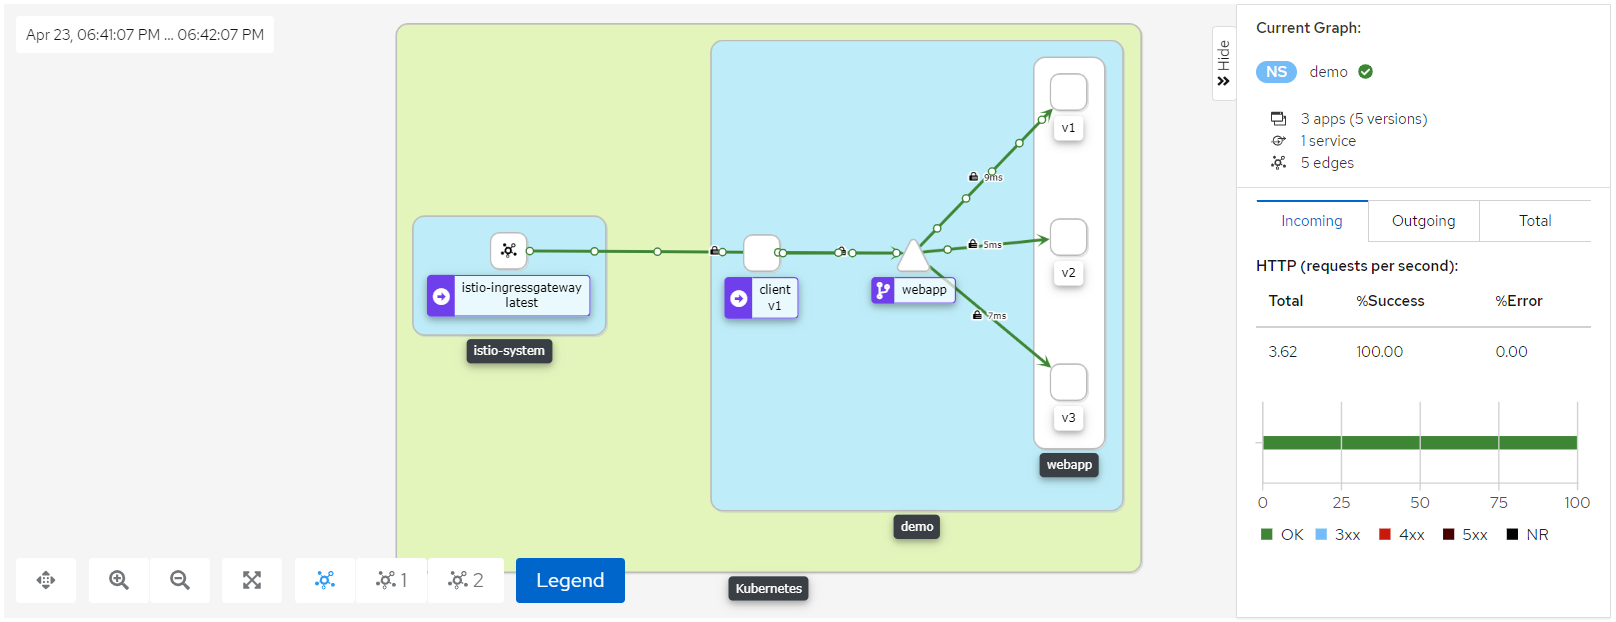 Apr 23, 06:41:07 PM ... 06:42:07 PM
Hide
Current Graph:
NS demo
3 apps (5 versions)
1 service
5 edges
Incoming Outgoing Total
HTTP (requests per second):
Total %Success %Error
3.62 100.00 0.00
0 25 50 75 100
OK 3xx 4xx 5xx NR
istio-ingressgateway
latest
istio-system
client
v1
webapp
9ms
5ms
7ms
v1
v2
v3
webapp
demo
Kubernetes
1
2
Legend